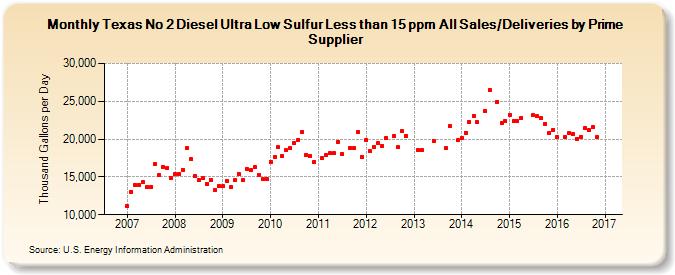 Monthly Texas No 2 Diesel Ultra Low Sulfur Less than 15 ppm All Sales/Deliveries by Prime
Supplier
Thousand Gallons per Day
30,000
25,000
20,000
15,000
10,000
2007 2008 2009 2010 2011 2012 2013 2014 2015 2016 2017
Source: U.S. Energy Information Administration